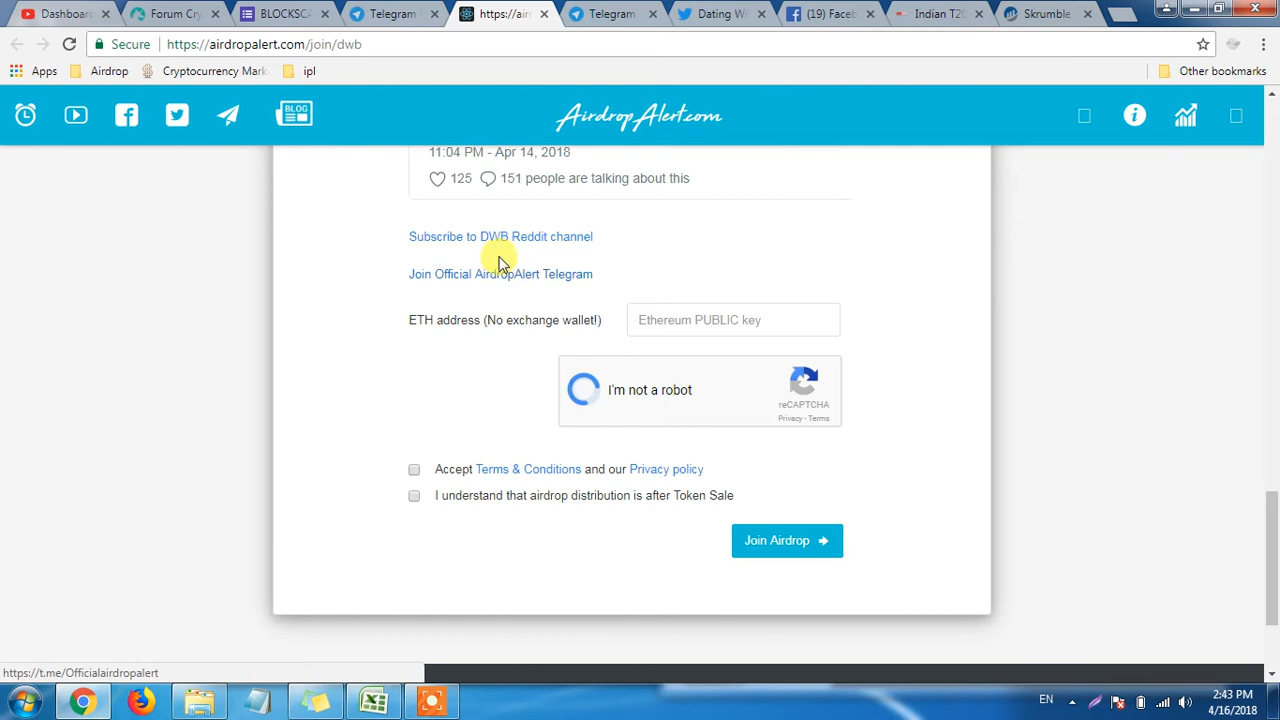 Dashboard
Forum Cry
BLOCKSCA
Telegram
https://air
Telegram
Dating Wi
(19) Faceb
Indian T20
Skrumble
Secure
https://airdropalert.com/join/dwb
Apps
Airdrop
Cryptocurrency Mark
ipl
Other bookmarks
BLOG
AirdropAlert.com
11:04 PM - Apr 14, 2018
125
151 people are talking about this
Subscribe to DWB Reddit channel
Join Official AirdropAlert Telegram
ETH address (No exchange wallet!)
Ethereum PUBLIC key
I'm not a robot
reCAPTCHA
Privacy - Terms
Accept Terms & Conditions and our Privacy policy
I understand that airdrop distribution is after Token Sale
Join Airdrop
https://t.me/Officialairdropalert
EN
2:43 PM
4/16/2018